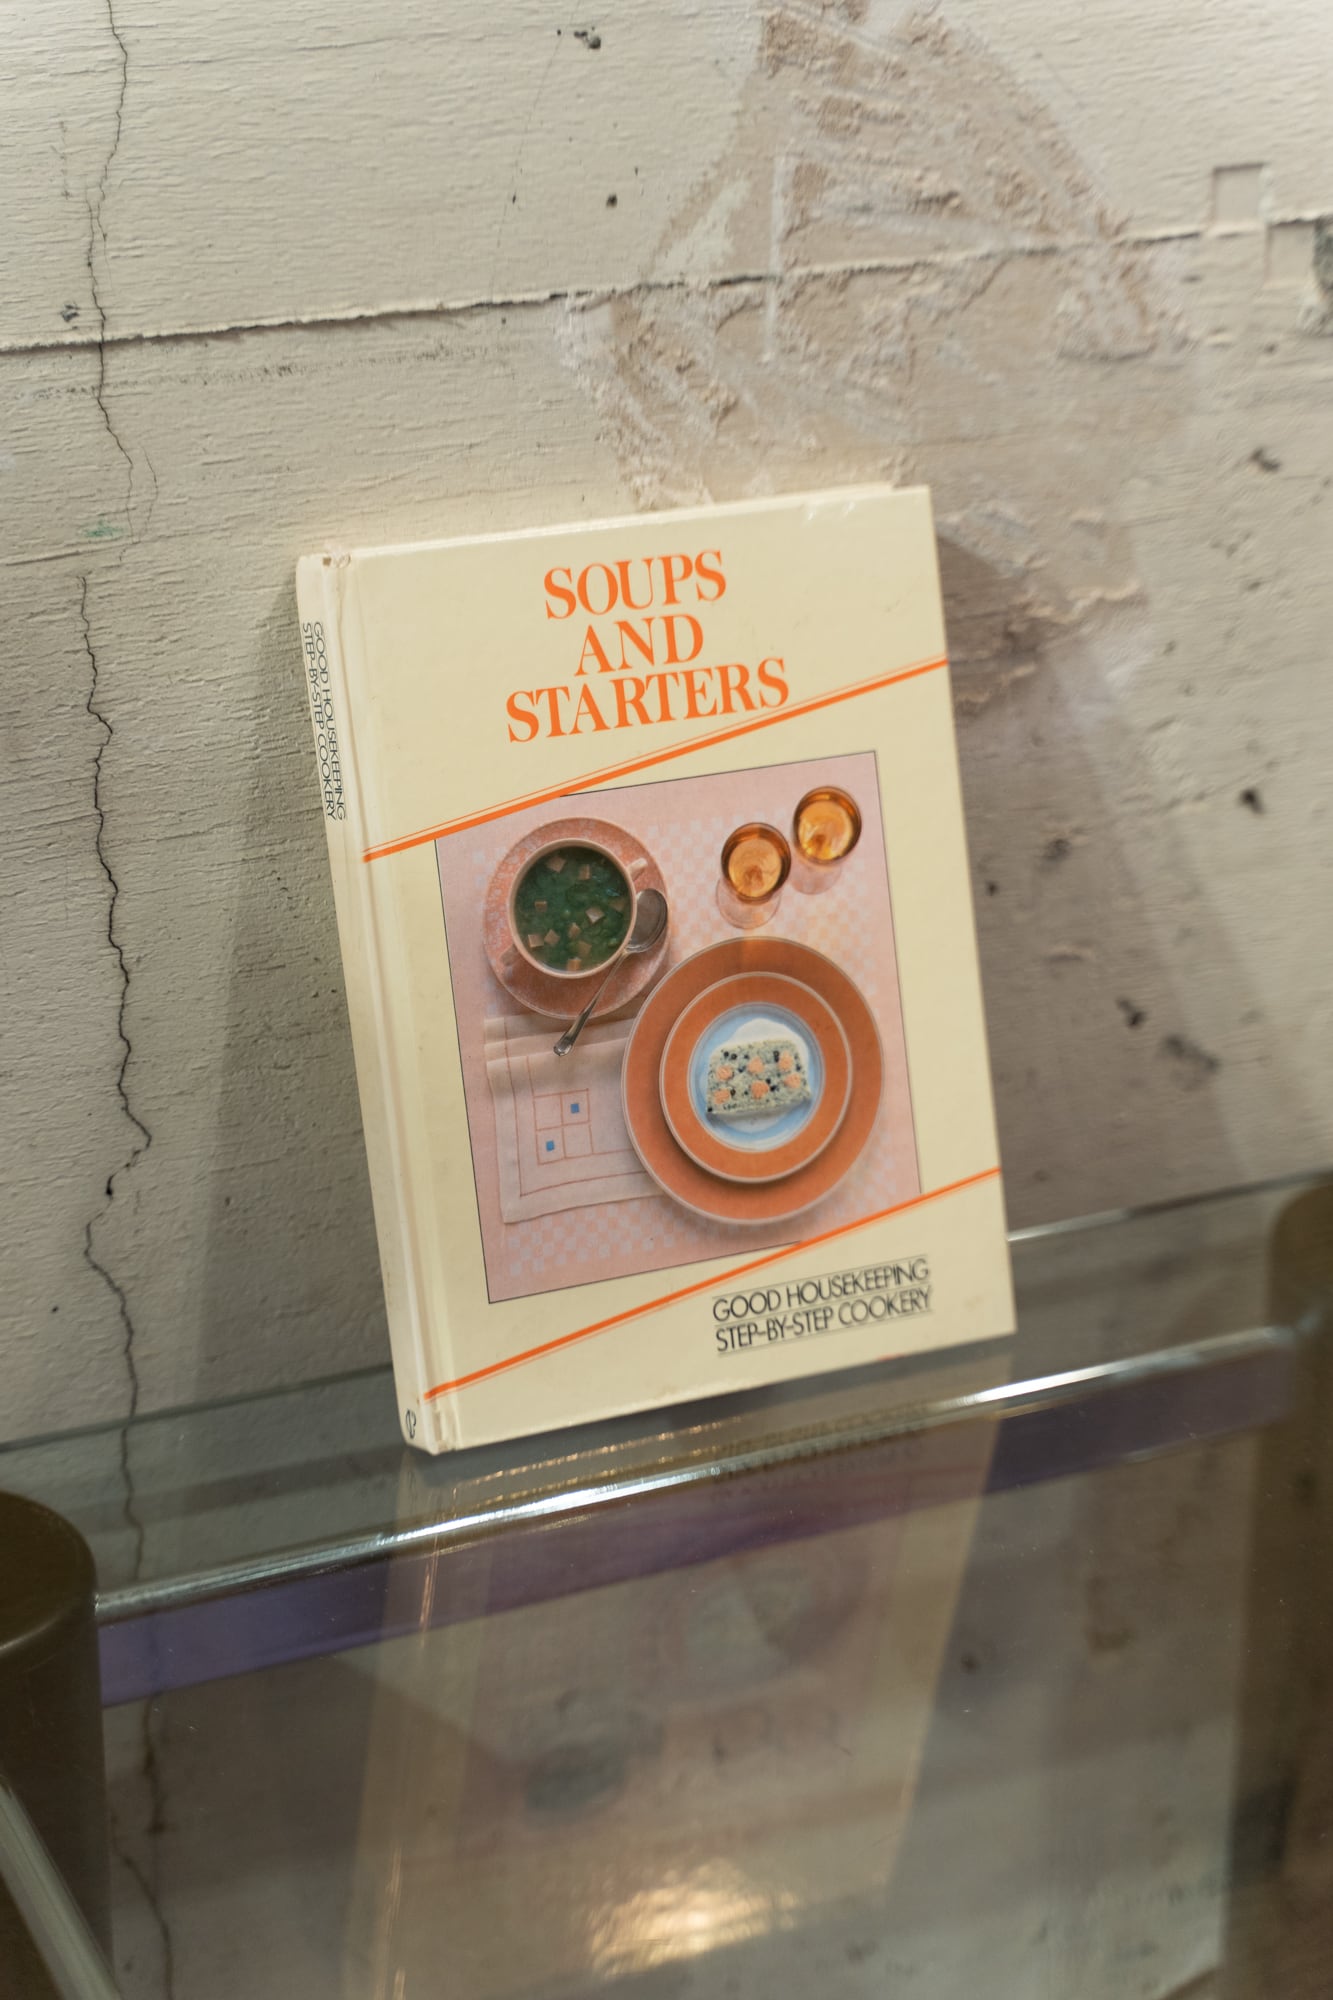 SOUPS
AND
STARTERS
GOOD HOUSEKEEPING
STEP-BY-STEP COOKERY
GOOD HOUSEKEEPING
STEP-BY-STEP COOKERY